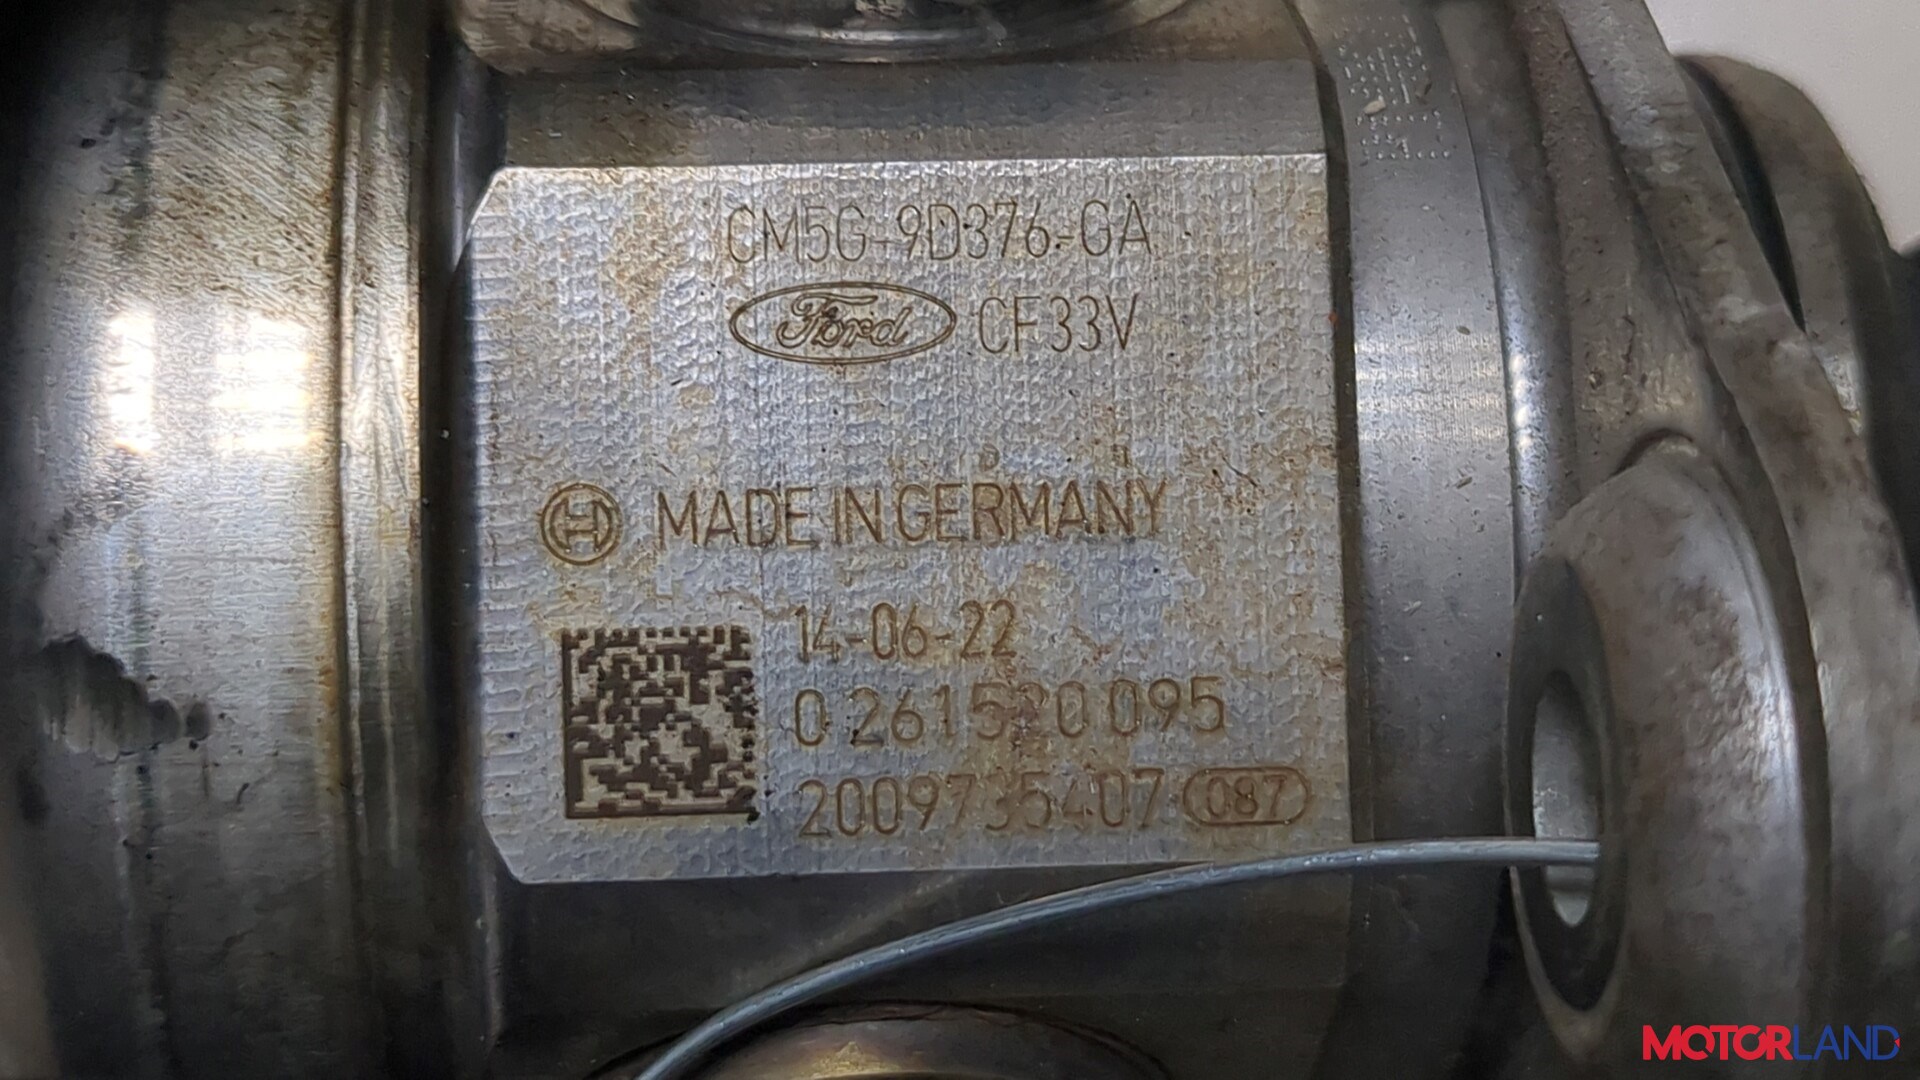 CM5G-9D376-GA
Ford CF33V
MADE IN GERMANY
14-06-22
0 261 520 095
2009735407 087
MOTORLAND